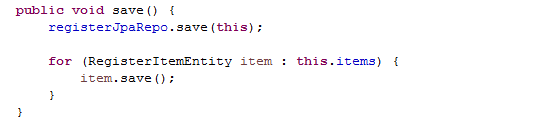 public void save() {
    registerJpaRepo.save(this);

    for (RegisterItemEntity item : this.items) {
        item.save();
    }
}